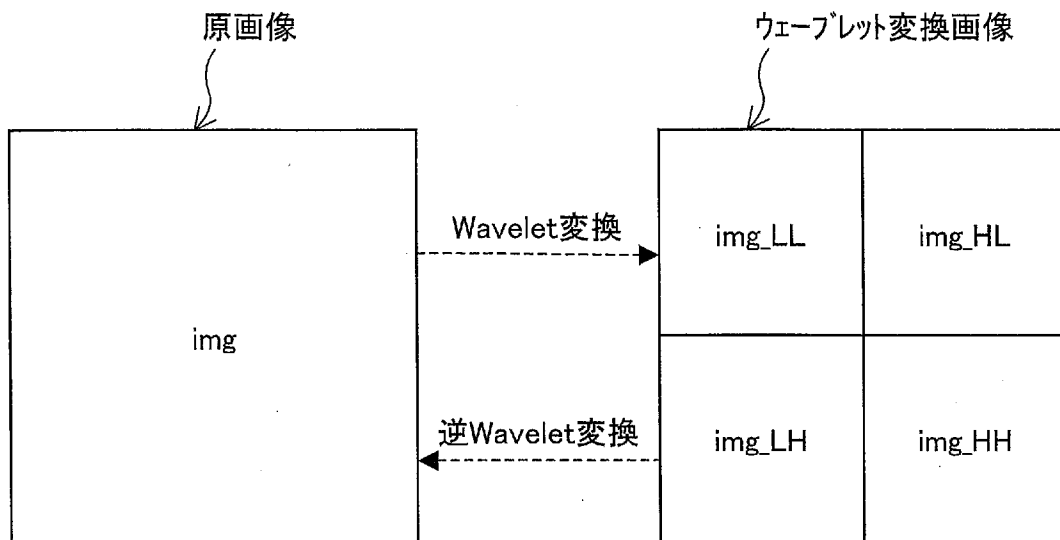 原画像
ウェーブレット変換画像
Wavelet変換
img_LL
img_HL
img
逆Wavelet変換
img_LH
img_HH